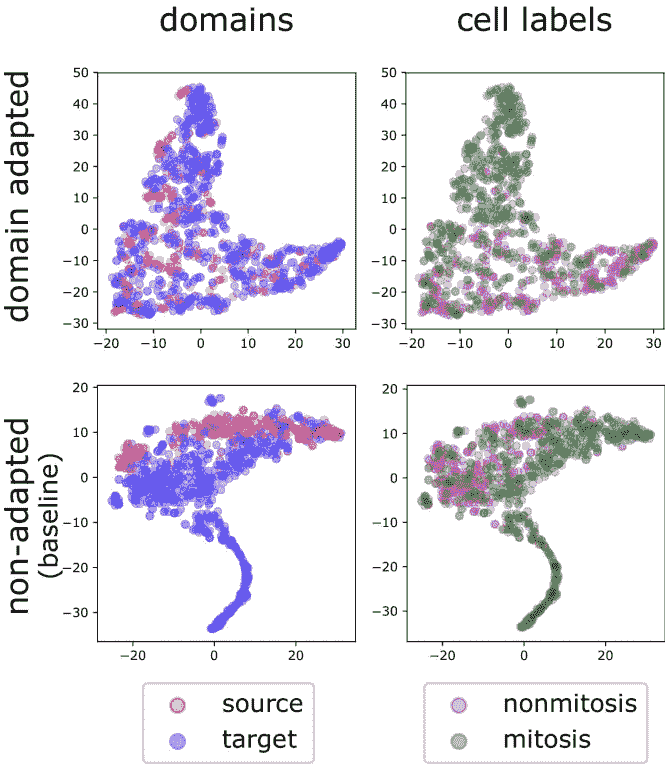 domains cell labels
domain adapted
50 50
40 40
30 30
20 20
10 10
0 0
−10 −10
−20 −20
−30 −30
−20 −10 0 10 20 30 −20 −10 0 10 20 30
non-adapted
(baseline)
20 20
10 10
0 0
−10 −10
−20 −20
−30 −30
−20 0 20 −20 0 20
source nonmitosis
target mitosis